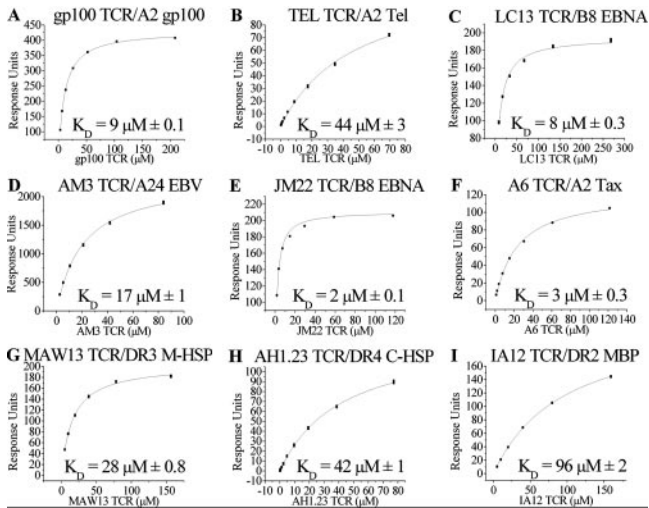 A gp100 TCR/A2 gp100
Response Units
400
350
300
250
200
150
100
K_D = 9 µM ± 0.1
0 50 100 150 200
gp100 TCR (µM)
B TEL TCR/A2 Tel
Response Units
70
60
50
40
30
20
10
0
K_D = 44 µM ± 3
-10 0 10 20 30 40 50 60 70 80
TEL TCR (µM)
C LC13 TCR/B8 EBNA
Response Units
200
180
160
140
120
100
80
60
K_D = 8 µM ± 0.3
0 50 100 150 200 250 300
LC13 TCR (µM)
D AM3 TCR/A24 EBV
Response Units
2000
1500
1000
500
0
K_D = 17 µM ± 1
0 20 40 60 80 100
AM3 TCR (µM)
E JM22 TCR/B8 EBNA
Response Units
220
200
180
160
140
120
100
K_D = 2 µM ± 0.1
0 20 40 60 80 100 120
JM22 TCR (µM)
F A6 TCR/A2 Tax
Response Units
120
100
80
60
40
20
0
K_D = 3 µM ± 0.3
0 20 40 60 80 100 120 140
A6 TCR (µM)
G MAW13 TCR/DR3 M-HSP
Response Units
200
180
160
140
120
100
80
60
40
20
0
K_D = 28 µM ± 0.8
0 50 100 150
MAW13 TCR (µM)
H AH1.23 TCR/DR4 C-HSP
Response Units
100
90
80
70
60
50
40
30
20
10
0
K_D = 42 µM ± 1
-10 0 10 20 30 40 50 60 70 80
AH1.23 TCR (µM)
I IA12 TCR/DR2 MBP
Response Units
140
120
100
80
60
40
20
0
K_D = 96 µM ± 2
0 50 100 150
IA12 TCR (µM)